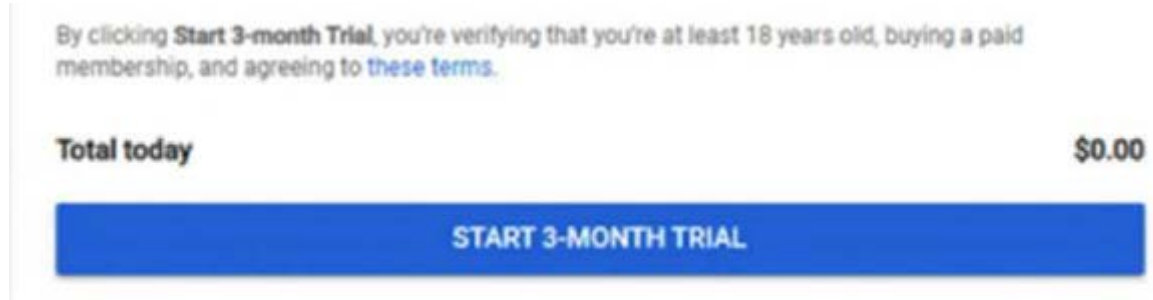 By clicking Start 3-month Trial, you're verifying that you're at least 18 years old, buying a paid
membership, and agreeing to these terms.
Total today $0.00
START 3-MONTH TRIAL